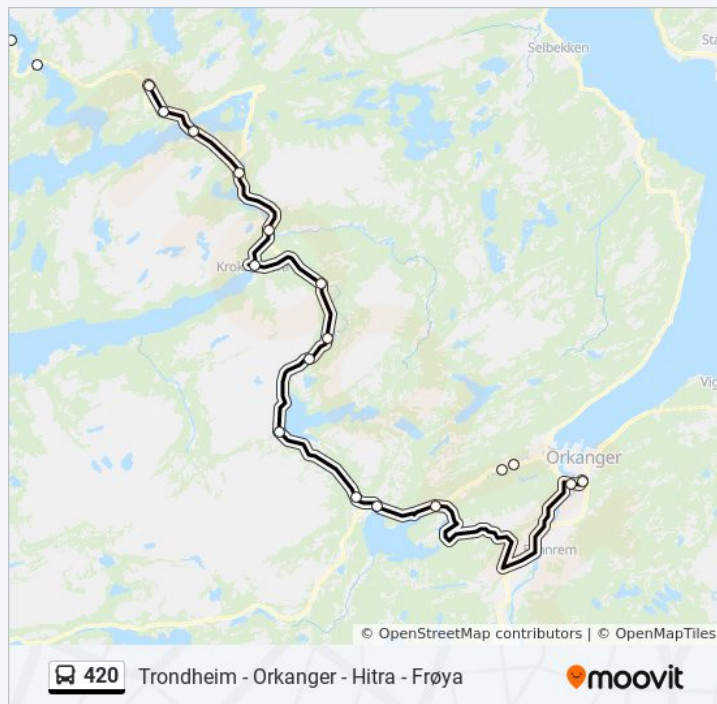 Selbekken
Sta
Krok
Vig
Orkanger
nrem
© OpenStreetMap contributors | © OpenMapTiles
420 Trondheim - Orkanger - Hitra - Frøya
moovit